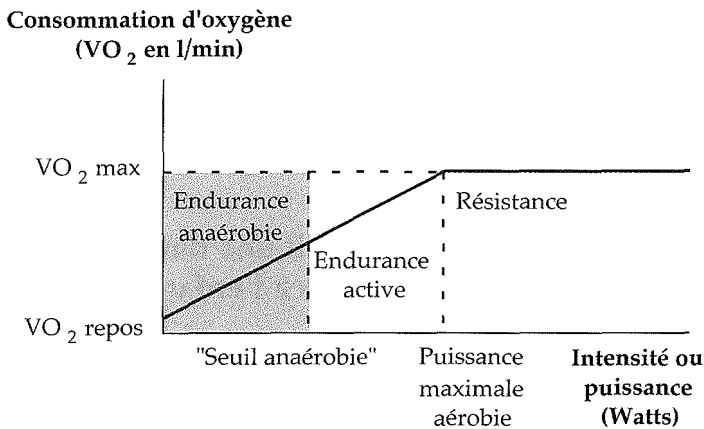 Consommation d'oxygène
(VO 2 en l/min)
VO 2 max
Endurance
anaérobie
Résistance
Endurance
active
VO 2 repos
"Seuil anaérobie"
Puissance
maximale
aérobie
Intensité ou
puissance
(Watts)